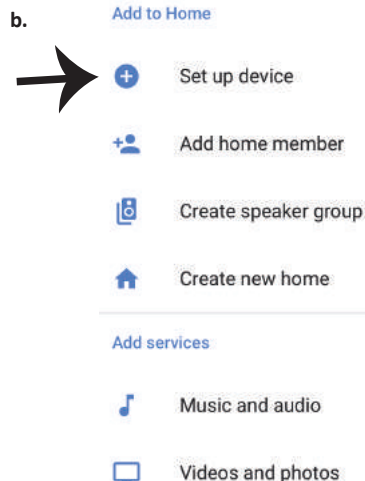 b.
Add to Home
Set up device
Add home member
Create speaker group
Create new home
Add services
Music and audio
Videos and photos